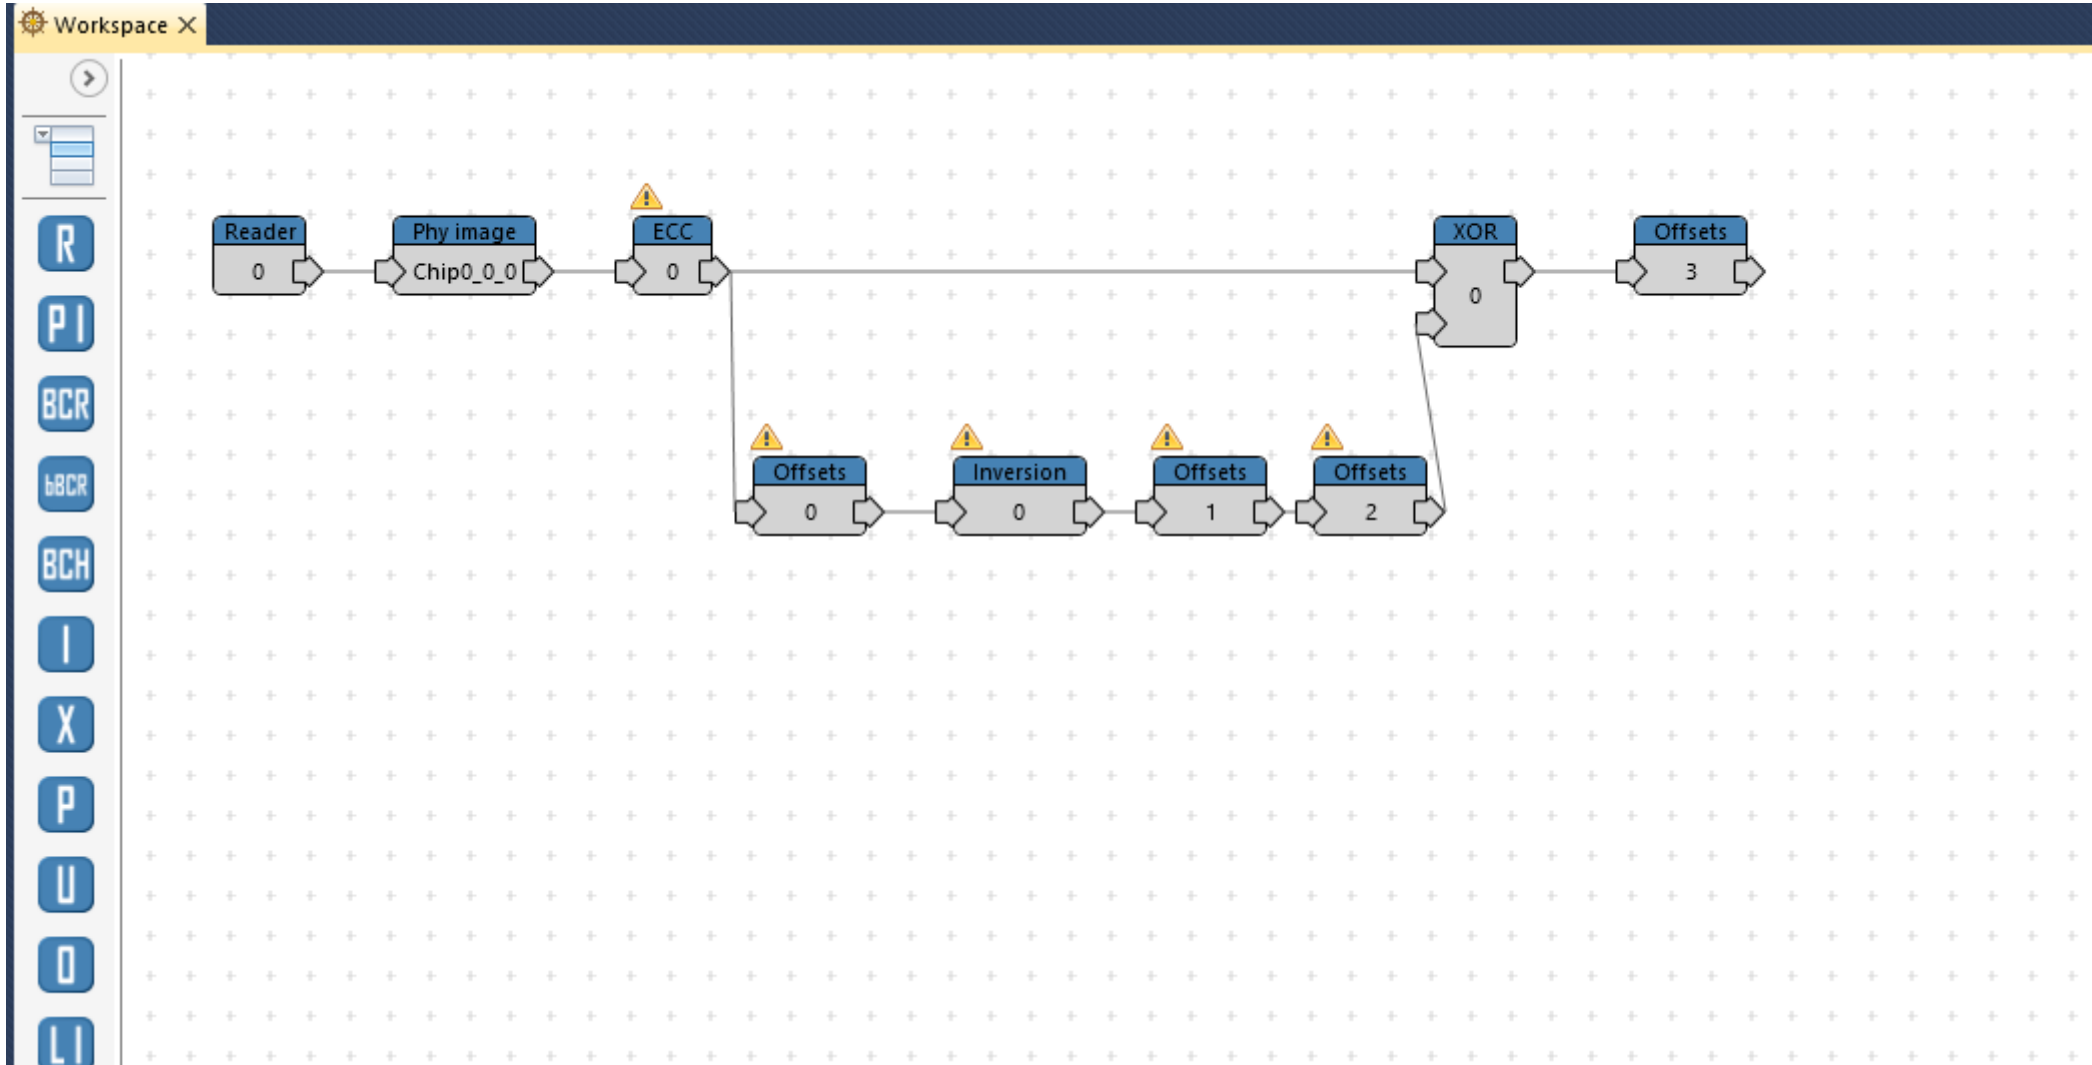 Workspace
R
PI
BCR
bBCR
BCH
I
X
P
U
O
LI
Reader
0
Phy image
Chip0_0_0
ECC
0
XOR
0
Offsets
3
Offsets
0
Inversion
0
Offsets
1
Offsets
2